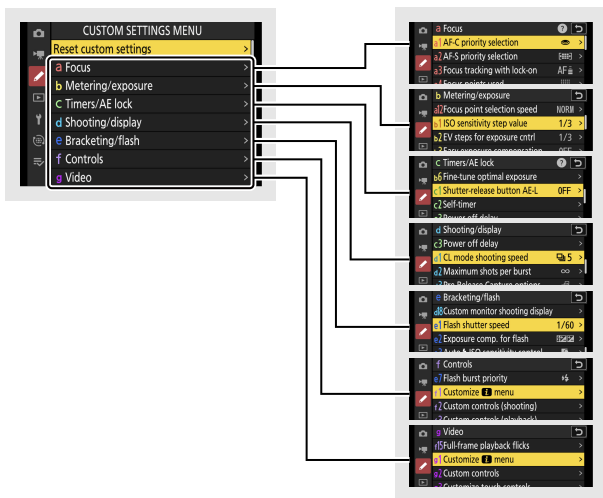 CUSTOM SETTINGS MENU
Reset custom settings
a Focus
b Metering/exposure
c Timers/AE lock
d Shooting/display
e Bracketing/flash
f Controls
g Video
a Focus
a1 AF-C priority selection
a2 AF-S priority selection
a3 Focus tracking with lock-on AF
b Metering/exposure
a12 Focus point selection speed NORM
b1 ISO sensitivity step value 1/3
b2 EV steps for exposure cntrl 1/3
c Timers/AE lock
b6 Fine-tune optimal exposure
c1 Shutter-release button AE-L OFF
c2 Self-timer
d Shooting/display
c3 Power off delay
d1 CL mode shooting speed 5
d2 Maximum shots per burst ∞
e Bracketing/flash
d18 Custom monitor shooting display
e1 Flash shutter speed 1/60
e2 Exposure comp. for flash
f Controls
e7 Flash burst priority
f1 Customize i menu
f2 Custom controls (shooting)
g Video
f15 Full-frame playback flicks
g1 Customize i menu
g2 Custom controls